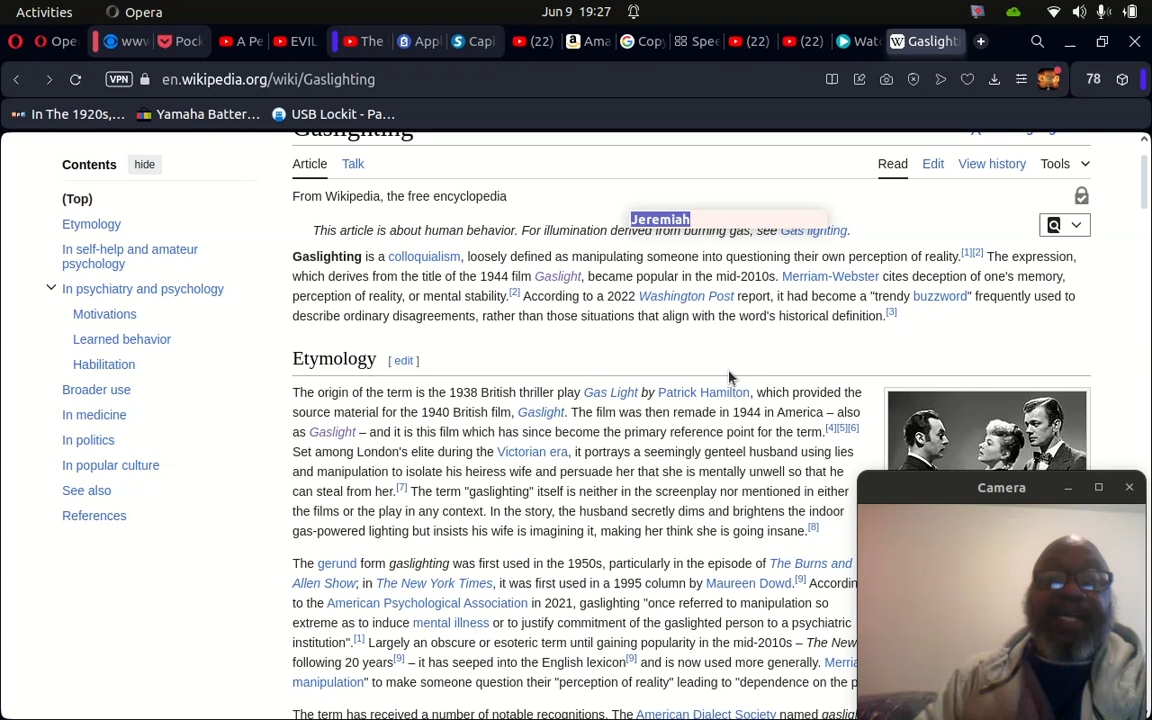 Activities Opera Jun 9 19:27
Ope www Pock A Pe EVIL The Appl Capi (22) Ama Cop Spee (22) (22) Wat W Gaslight
VPN en.wikipedia.org/wiki/Gaslighting 78
In The 1920s,... Yamaha Batter... USB Lockit - Pa...
Gaslighting
Contents hide
(Top)
Etymology
In self-help and amateur
psychology
In psychiatry and psychology
Motivations
Learned behavior
Habilitation
Broader use
In medicine
In politics
In popular culture
See also
References
Article Talk Read Edit View history Tools
From Wikipedia, the free encyclopedia
Jeremiah
This article is about human behavior. For illumination derived from burning gas, see Gas lighting.
Gaslighting is a colloquialism, loosely defined as manipulating someone into questioning their own perception of reality.[1][2] The expression,
which derives from the title of the 1944 film Gaslight, became popular in the mid-2010s. Merriam-Webster cites deception of one's memory,
perception of reality, or mental stability.[2] According to a 2022 Washington Post report, it had become a "trendy buzzword" frequently used to
describe ordinary disagreements, rather than those situations that align with the word's historical definition.[3]
Etymology [ edit ]
The origin of the term is the 1938 British thriller play Gas Light by Patrick Hamilton, which provided the
source material for the 1940 British film, Gaslight. The film was then remade in 1944 in America – also
as Gaslight – and it is this film which has since become the primary reference point for the term.[4][5][6]
Set among London's elite during the Victorian era, it portrays a seemingly genteel husband using lies
and manipulation to isolate his heiress wife and persuade her that she is mentally unwell so that he
can steal from her.[7] The term "gaslighting" itself is neither in the screenplay nor mentioned in either
the films or the play in any context. In the story, the husband secretly dims and brightens the indoor
gas-powered lighting but insists his wife is imagining it, making her think she is going insane.[8]
The gerund form gaslighting was first used in the 1950s, particularly in the episode of The Burns and
Allen Show; in The New York Times, it was first used in a 1995 column by Maureen Dowd.[9] Accordin
to the American Psychological Association in 2021, gaslighting "once referred to manipulation so
extreme as to induce mental illness or to justify commitment of the gaslighted person to a psychiatric
institution".[1] Largely an obscure or esoteric term until gaining popularity in the mid-2010s – The New
following 20 years[9] – it has seeped into the English lexicon[9] and is now used more generally. Merria
manipulation" to make someone question their "perception of reality" leading to "dependence on the p
The term has received a number of notable recognitions. The American Dialect Society named gaslig
Camera